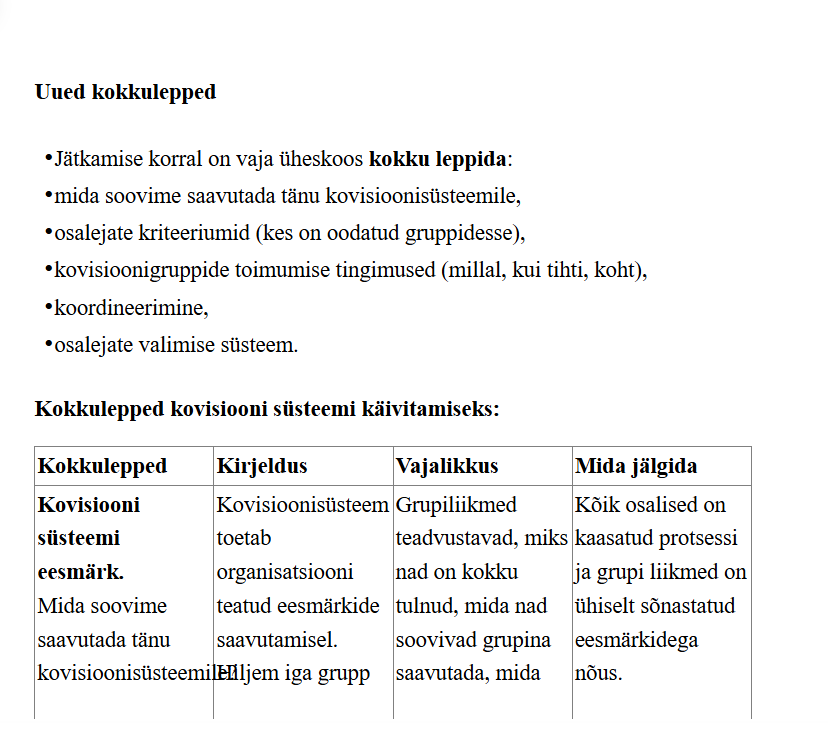 Uued kokkulepped
•Jätkamise korral on vaja üheskoos kokku leppida:
•mida soovime saavutada tänu kovisioonisüsteemile,
•osalejate kriteeriumid (kes on oodatud gruppidesse),
•kovisioonigruppide toimumise tingimused (millal, kui tihti, koht),
•koordineerimine,
•osalejate valimise süsteem.
Kokkulepped kovisiooni süsteemi käivitamiseks:
Kokkulepped
Kovisiooni
süsteemi
eesmärk.
Mida soovime
saavutada tänu
kovisioonisüsteemile?
Kirjeldus
Kovisioonisüsteem
toetab
organisatsiooni
teatud eesmärkide
saavutamisel.
Hiljem iga grupp
Vajalikkus
Grupiliikmed
teadvustavad, miks
nad on kokku
tulnud, mida nad
soovivad grupina
saavutada, mida
Mida jälgida
Kõik osalised on
kaasatud protsessi
ja grupi liikmed on
ühiselt sõnastatud
eesmärkidega
nõus.